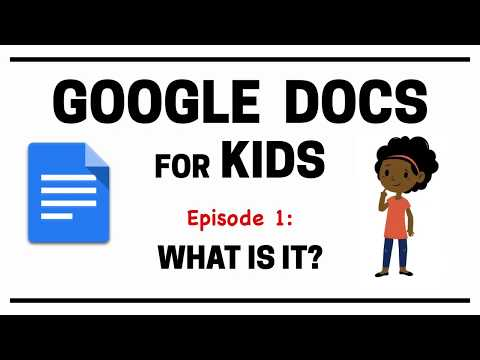 GOOGLE DOCS
FOR KIDS
Episode 1:
WHAT IS IT?